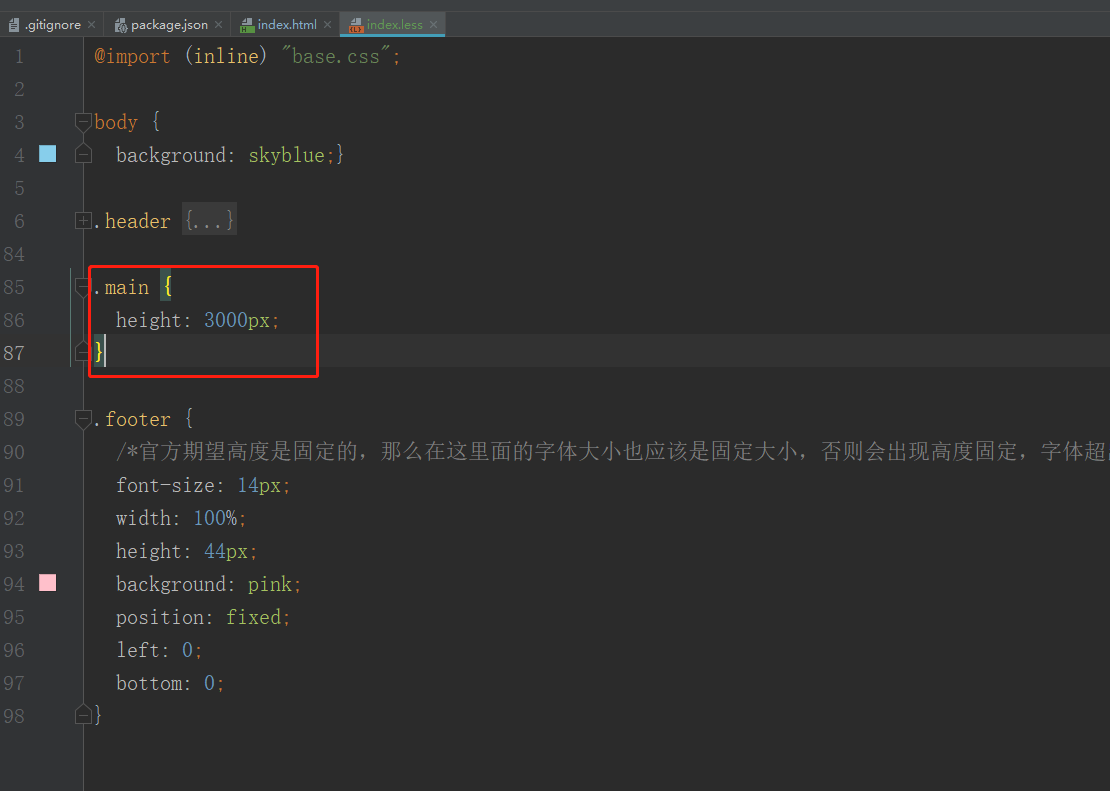 .gitignore package.json index.html index.less
1 @import (inline) "base.css";
2
3 body {
4 background: skyblue;}
5
6 .header {...}
84
85 .main {
86 height: 3000px;
87 }
88
89 .footer {
90 /*官方期望高度是固定的，那么在这里面的字体大小也应该是固定大小，否则会出现高度固定，字体超
91 font-size: 14px;
92 width: 100%;
93 height: 44px;
94 background: pink;
95 position: fixed;
96 left: 0;
97 bottom: 0;
98 }